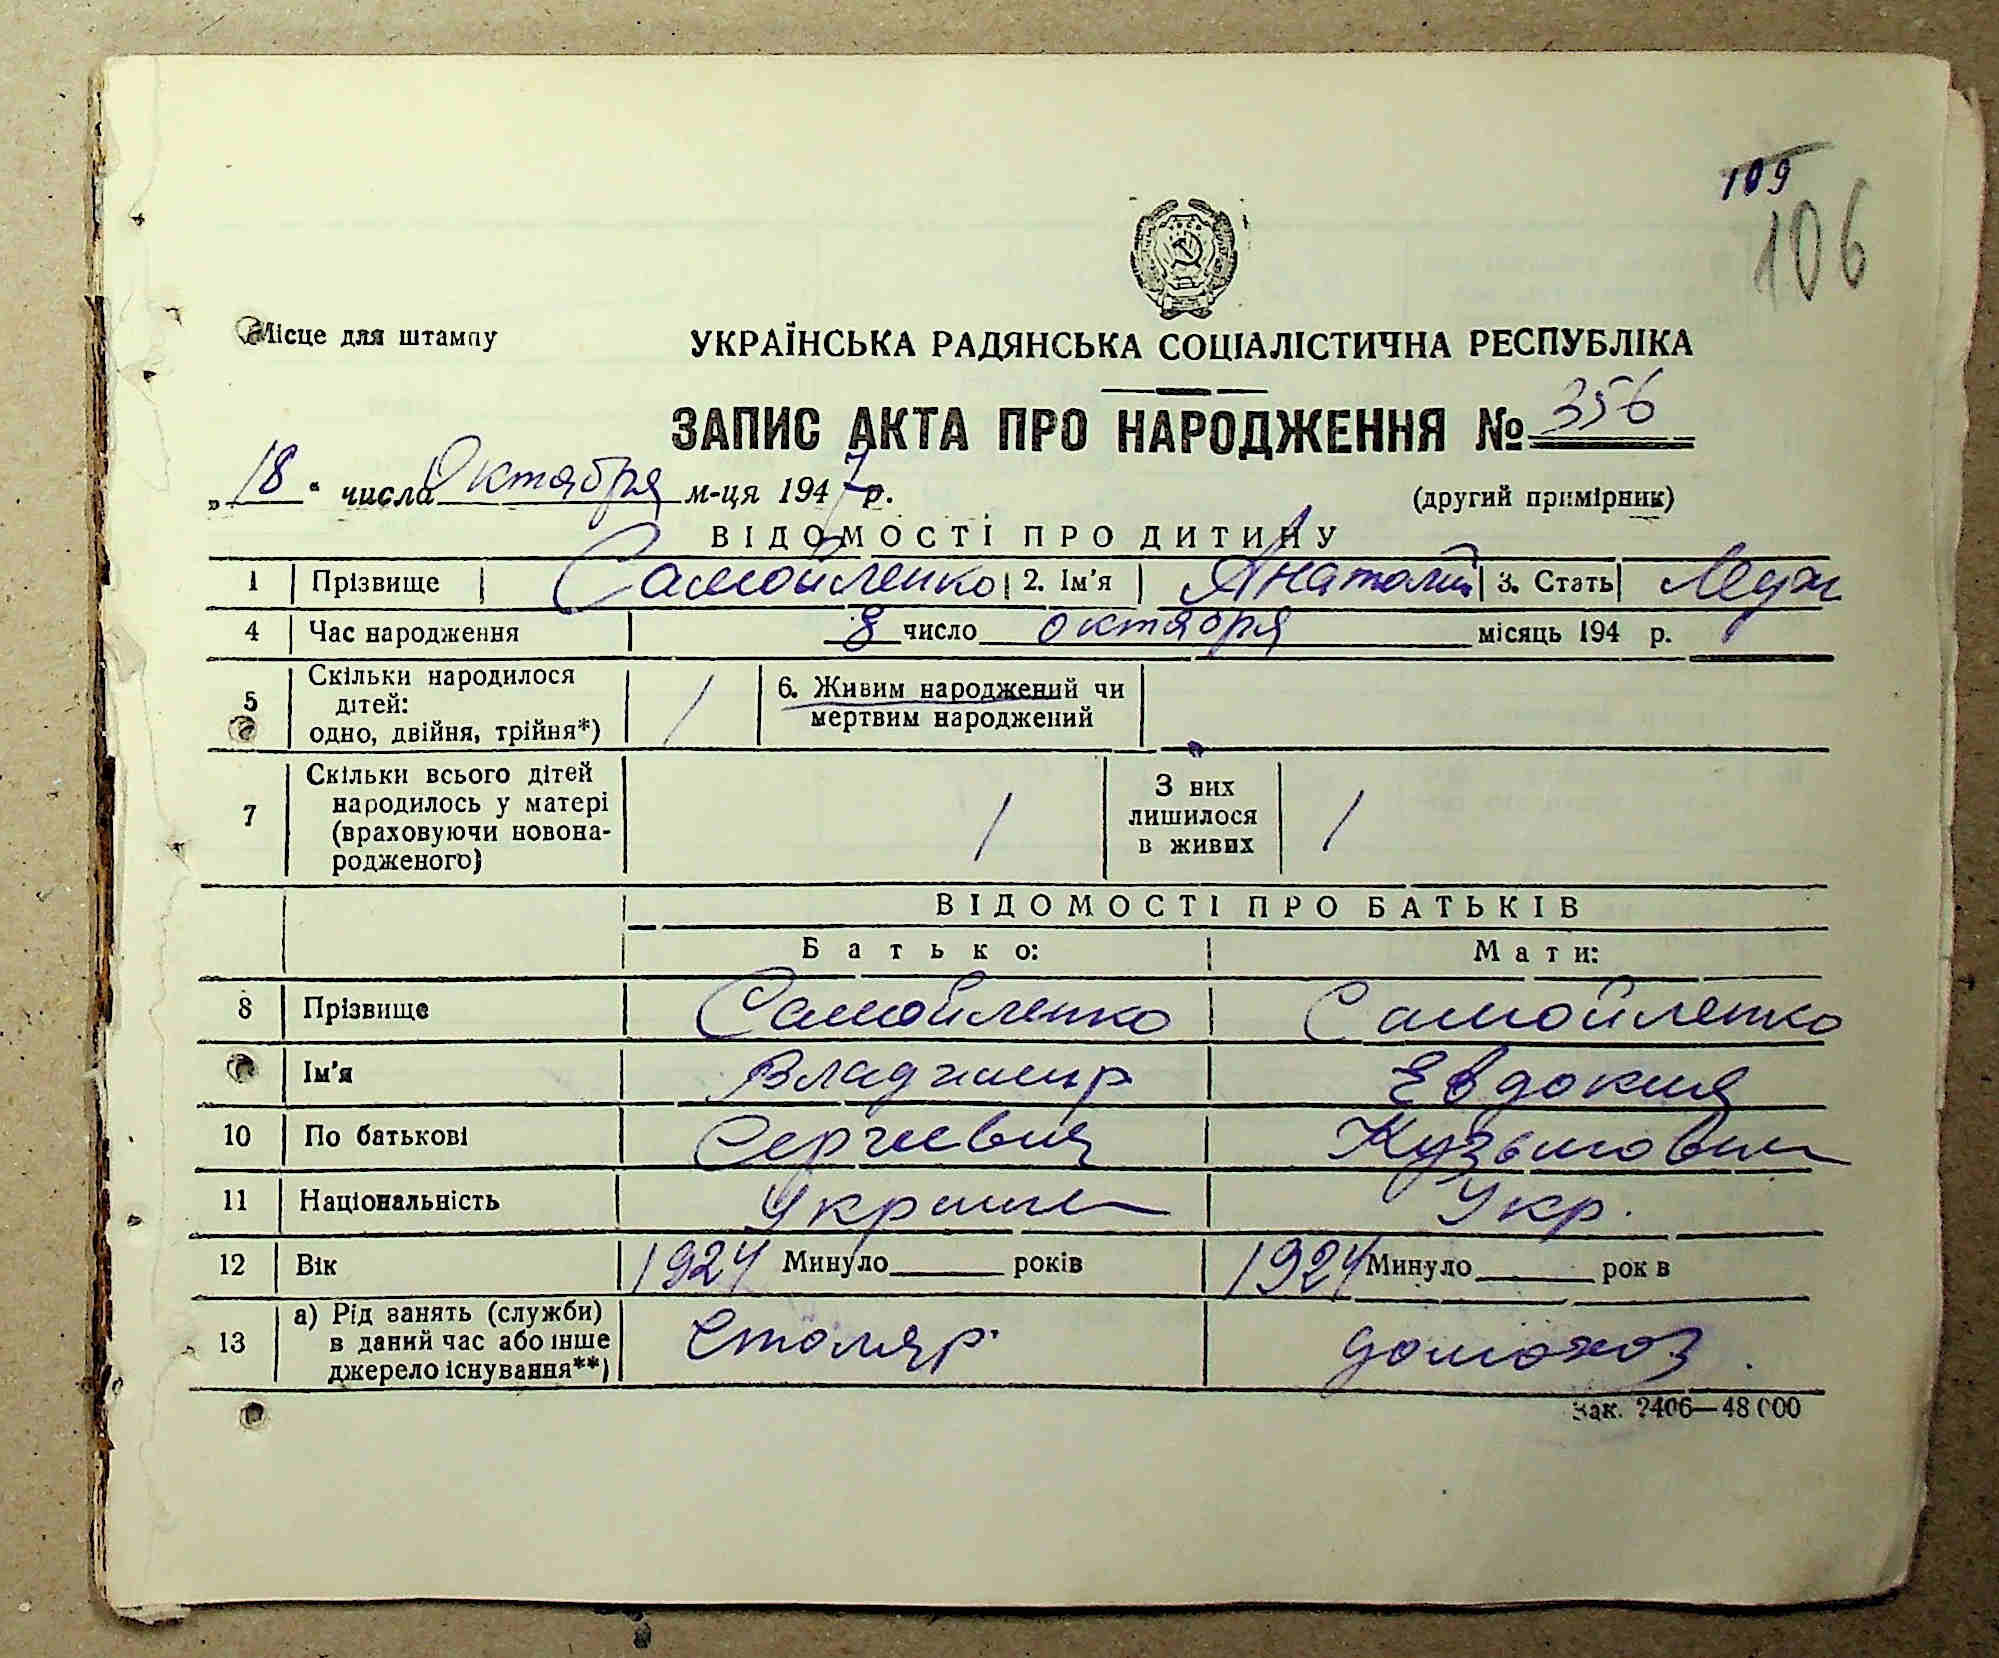 109
106
Місце для штампу
УКРАЇНСЬКА РАДЯНСЬКА СОЦІАЛІСТИЧНА РЕСПУБЛІКА
ЗАПИС АКТА ПРО НАРОДЖЕННЯ № 356
„18“ числа Октября м-ця 1947 р.
(другий примірник)
ВІДОМОСТІ ПРО ДИТИНУ
1 Прізвище Самойленко 2. Ім'я Анатолий 3. Стать Муж
4 Час народження 8 число октября місяць 194 р.
5 Скільки народилося дітей: одно, двійня, трійня*) 1 6. Живим народжений чи мертвим народжений
7 Скільки всього дітей народилось у матері (враховуючи новонародженого) 1 З них лишилося в живих 1
ВІДОМОСТІ ПРО БАТЬКІВ
Батько: Мати:
8 Прізвище Самойленко Самойленко
Ім'я Владимир Евдокия
10 По батькові Сергиевич Кузьмовн
11 Національність Украин Укр.
12 Вік 1924 Минуло років 1924 Минуло рок в
13 а) Рід занять (служби) в даний час або інше джерело існування**) Столяр домохоз.
Зак. 2406—48000